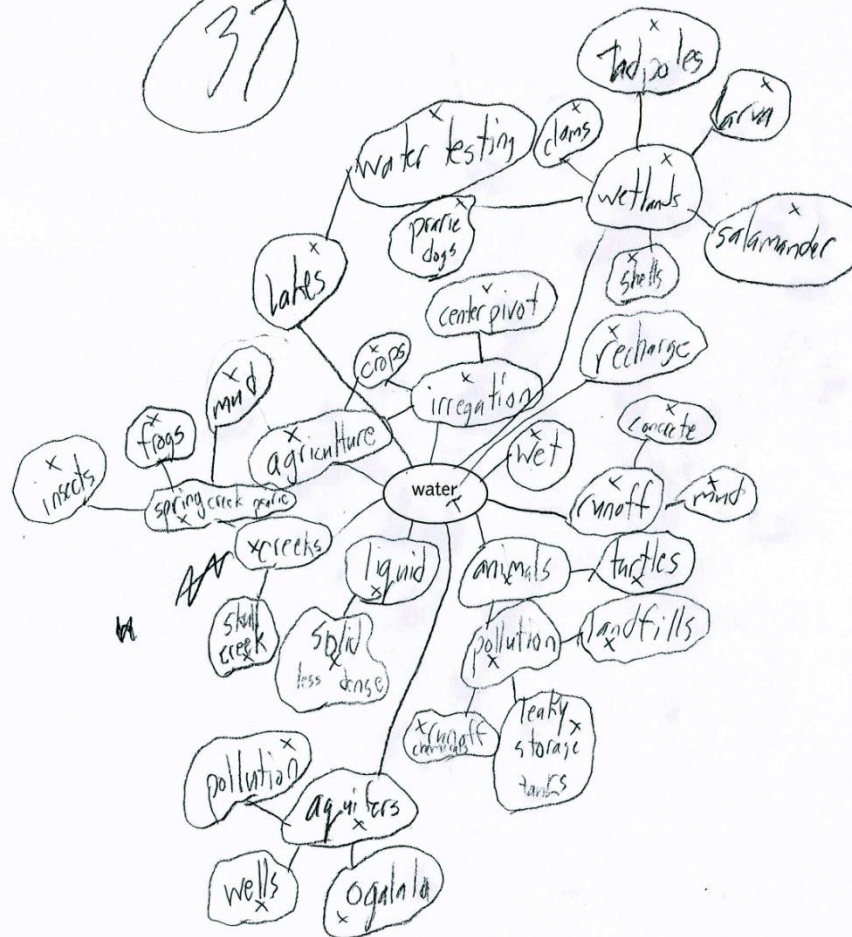 37
tadpoles
larva
clams
water testing
wetlands
prarie
dogs
salamander
lakes
shells
centerpivot
recharge
crops
mud
irregation
concrete
frogs
agriculture
wet
insects
water
runoff
mud
spring creek prarie
creeks
liquid
animals
turtles
skull
creek
solid
less dense
pollution
landfills
runoff
chemicals
leaky
storage
tanks
pollution
aquifers
wells
ogalala